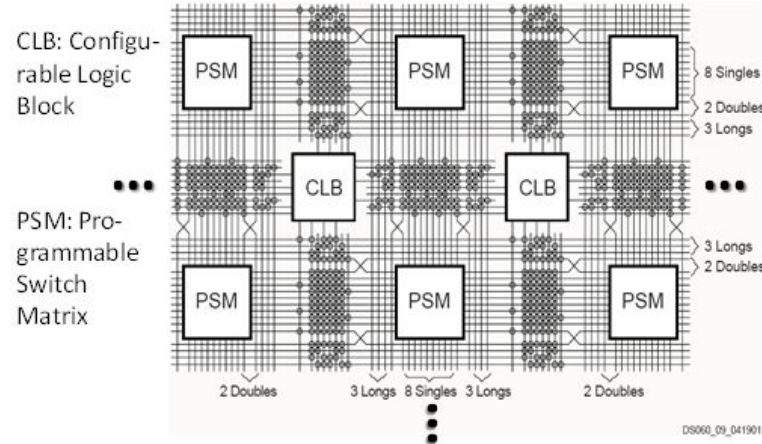 CLB: Configu-
rable Logic
Block
PSM
PSM
PSM
8 Singles
2 Doubles
3 Longs
CLB
CLB
PSM: Pro-
grammable
Switch
Matrix
3 Longs
2 Doubles
PSM
PSM
PSM
2 Doubles
3 Longs
8 Singles
3 Longs
2 Doubles
DS060_09_041901